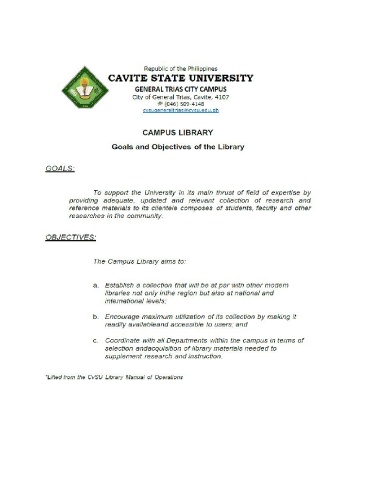 Republic of the Philippines
CAVITE STATE UNIVERSITY
GENERAL TRIAS CITY CAMPUS
City of General Trias, Cavite, 4107
☎ (046) 509-4148
cvsugeneraltrias@cvsu.edu.ph
CAMPUS LIBRARY
Goals and Objectives of the Library
GOALS:
To support the University in its main thrust of field of expertise by
providing adequate, updated and relevant collection of research and
reference materials to its clientele composes of students, faculty and other
researches in the community.
OBJECTIVES:
The Campus Library aims to:
a. Establish a collection that will be at par with other modern
libraries not only inthe region but also at national and
international levels;
b. Encourage maximum utilization of its collection by making it
readily availableand accessible to users; and
c. Coordinate with all Departments within the campus in terms of
selection andacquisition of library materials needed to
supplement research and instruction.
*Lifted from the CvSU Library Manual of Operations